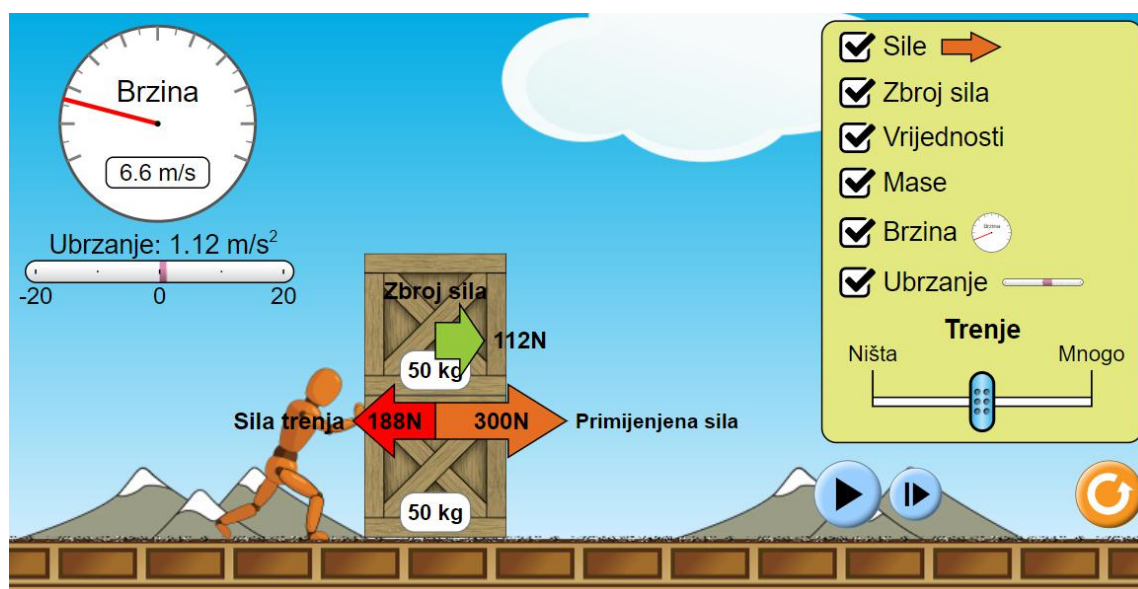 Brzina
6.6 m/s
Ubrzanje: 1.12 m/s²
-20 0 20
Zbroj sila
112N
50 kg
Sila trenja 188N 300N Primijenjena sila
50 kg
Sile
Zbroj sila
Vrijednosti
Mase
Brzina
Brzina
Ubrzanje
Trenje
Ništa Mnogo